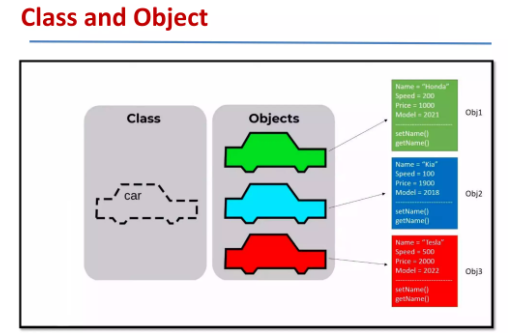 Class and Object
Class
Objects
car
Name = "Honda"
Speed = 200
Price = 1000
Model = 2021
setName()
getName()
Obj1
Name = "Kia"
Speed = 100
Price = 1900
Model = 2018
setName()
getName()
Obj2
Name = "Tesla"
Speed = 500
Price = 2000
Model = 2022
setName()
getName()
Obj3